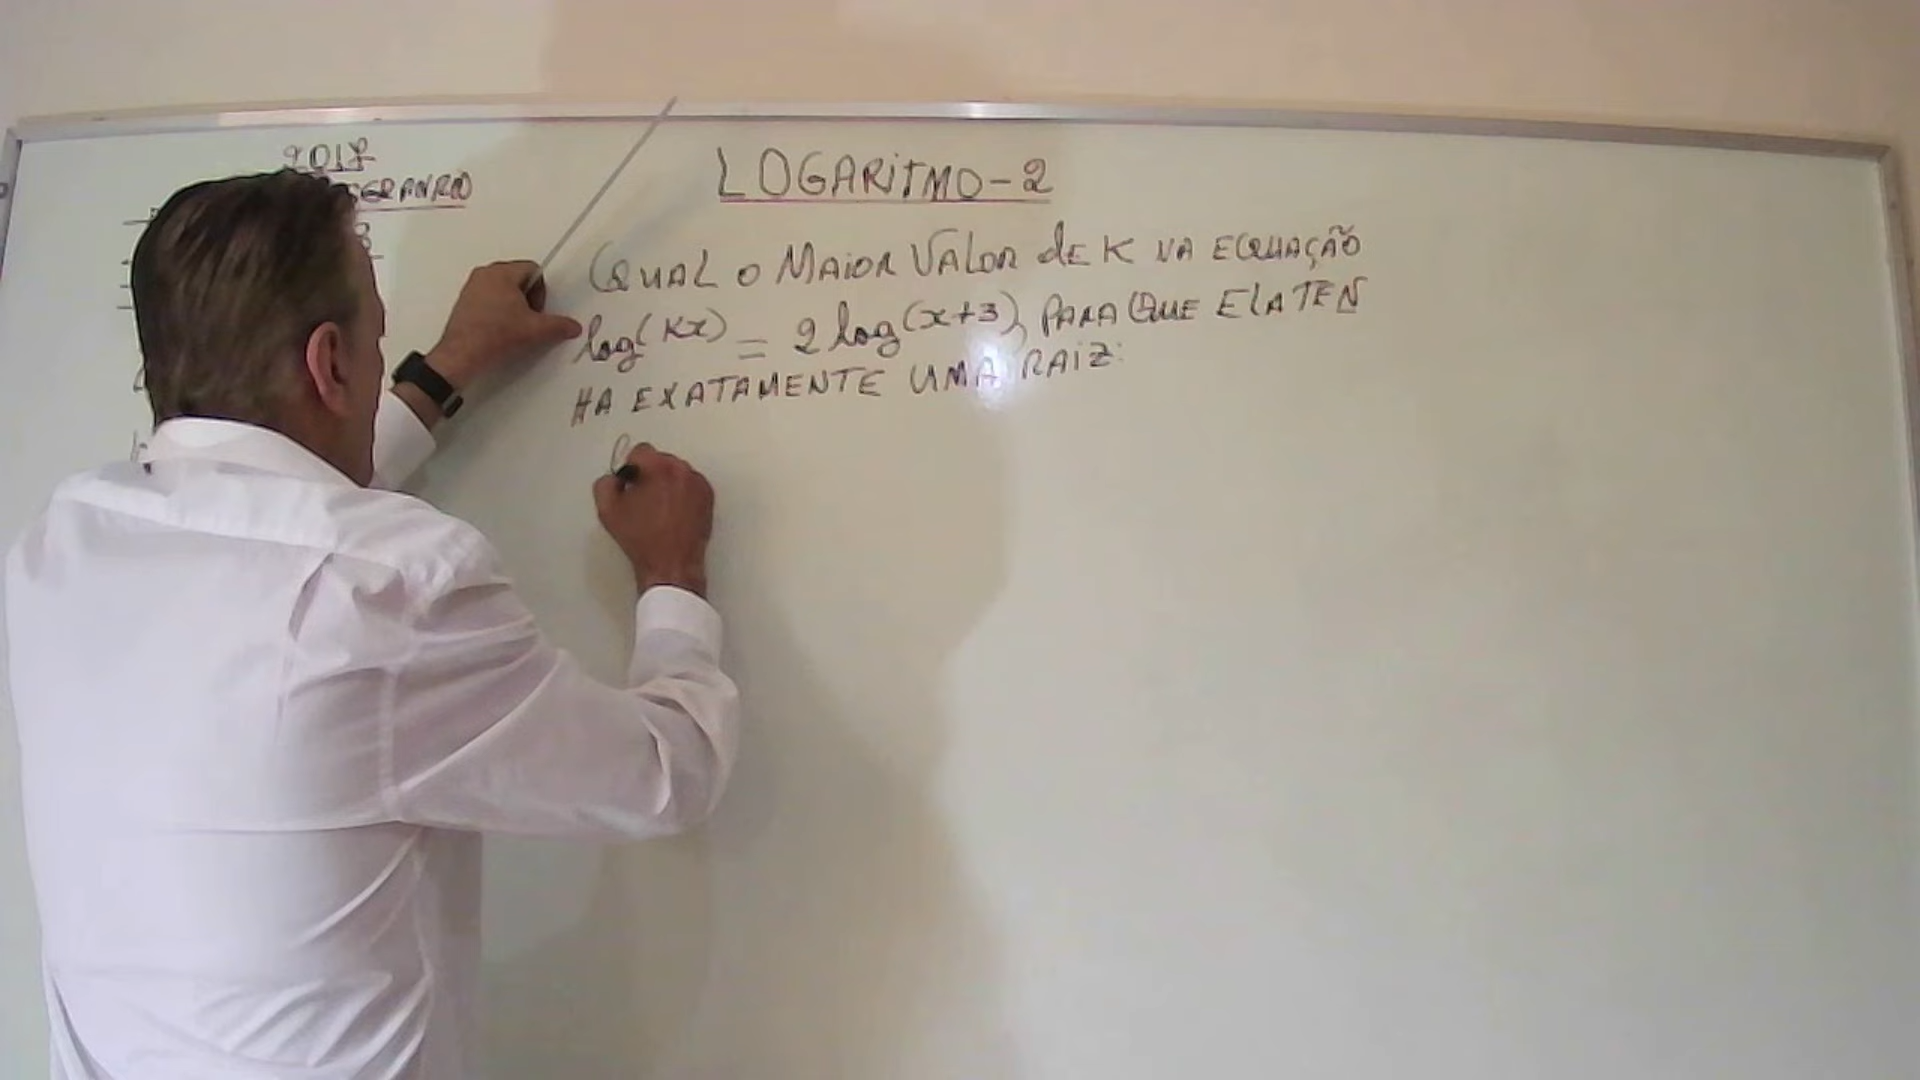 2017
LOGARITMO-2
QUAL O MAIOR VALOR dE K NA EQUAÇÃO
log(kx) = 2 log(x+3), PARA QUE ELA TEN
HA EXATAMENTE UMA RAIZ: